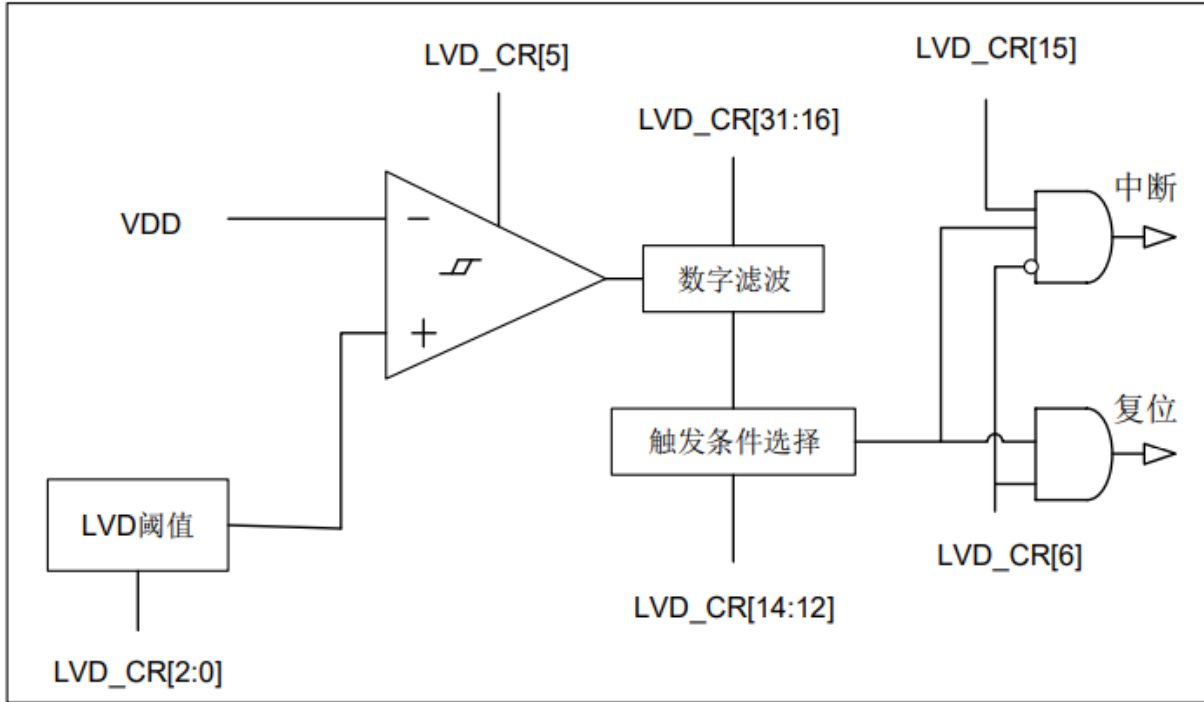 LVD_CR[5]
LVD_CR[15]
LVD_CR[31:16]
中断
VDD
−
数字滤波
+
复位
触发条件选择
LVD阈值
LVD_CR[6]
LVD_CR[14:12]
LVD_CR[2:0]